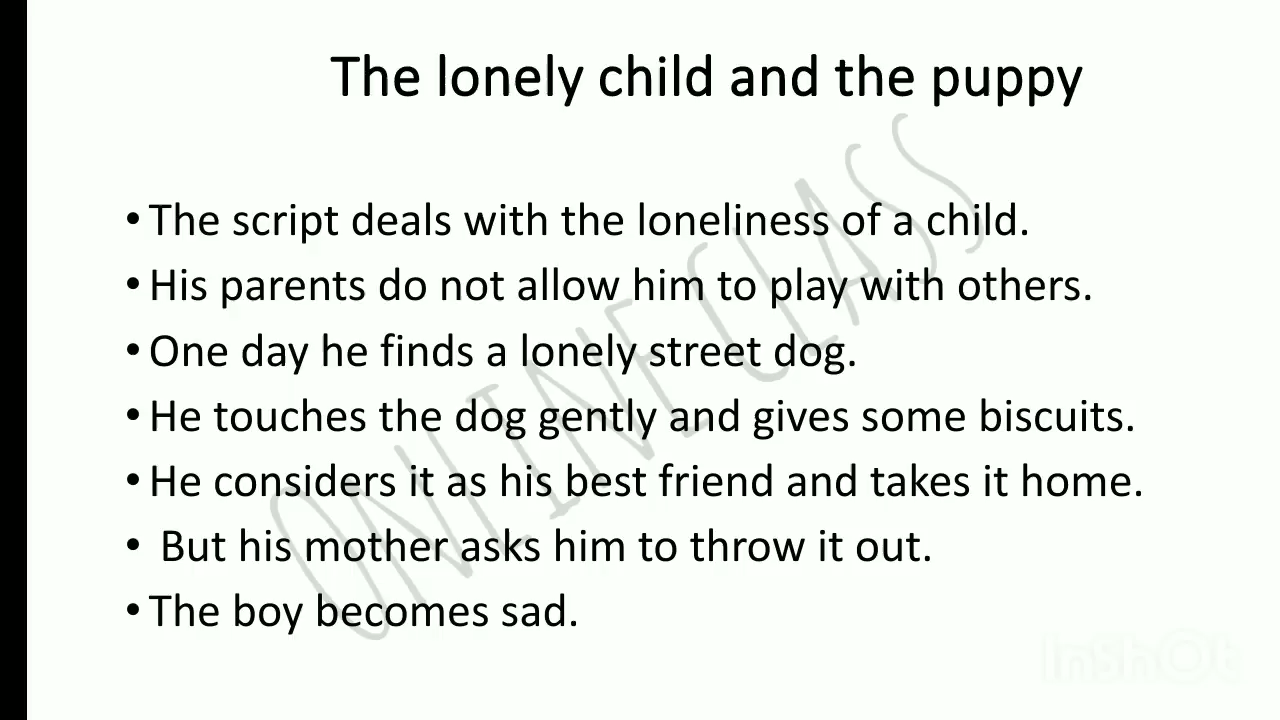 The lonely child and the puppy
• The script deals with the loneliness of a child.
• His parents do not allow him to play with others.
• One day he finds a lonely street dog.
• He touches the dog gently and gives some biscuits.
• He considers it as his best friend and takes it home.
• But his mother asks him to throw it out.
• The boy becomes sad.
ONLINE CLASS
InShOt